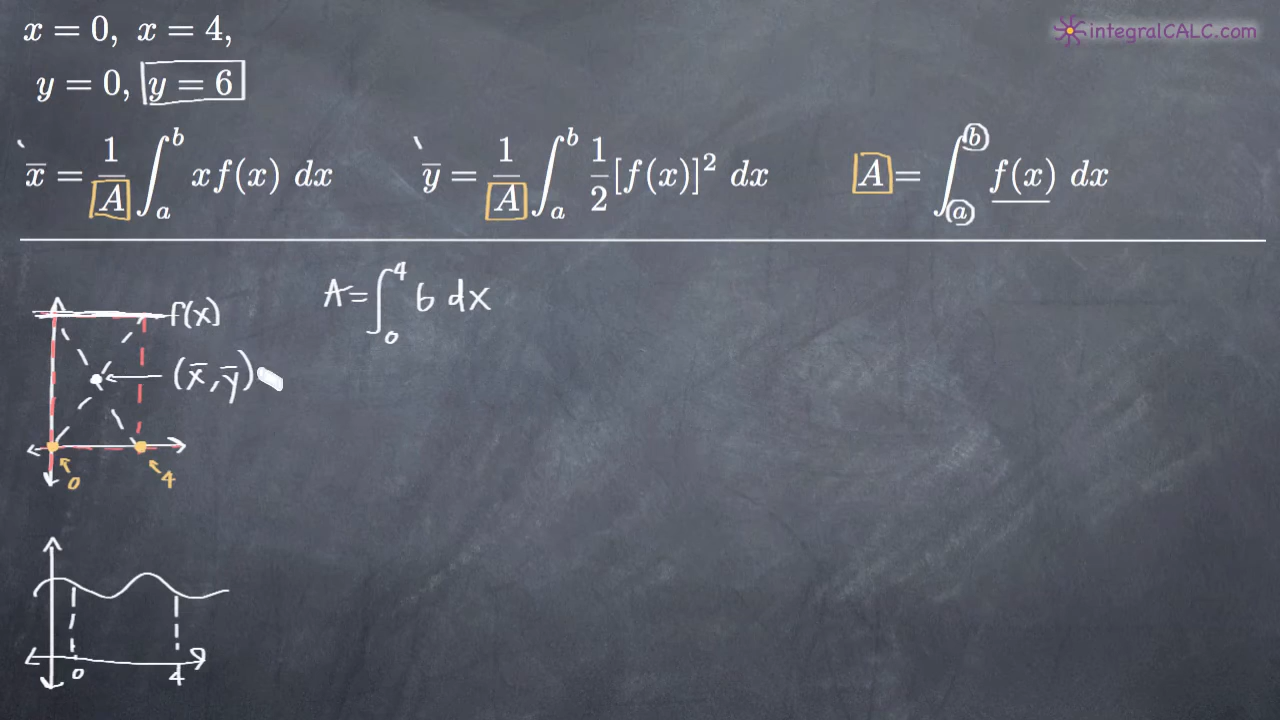 x = 0, x = 4,
integralCALC.com
y = 0, y = 6
x̅ = 1/A ∫_a^b x f(x) dx
y̅ = 1/A ∫_a^b 1/2 [f(x)]² dx
A = ∫_a^b f(x) dx
A = ∫_0^4 6 dx
f(x)
(x̅, y̅)
0 4
0 4